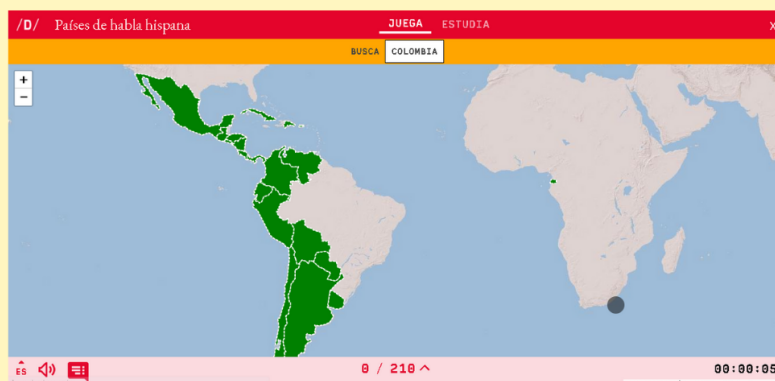 /D/ Países de habla hispana JUEGA ESTUDIA X
BUSCA COLOMBIA
+
−
ES 0 / 210 00:00:05